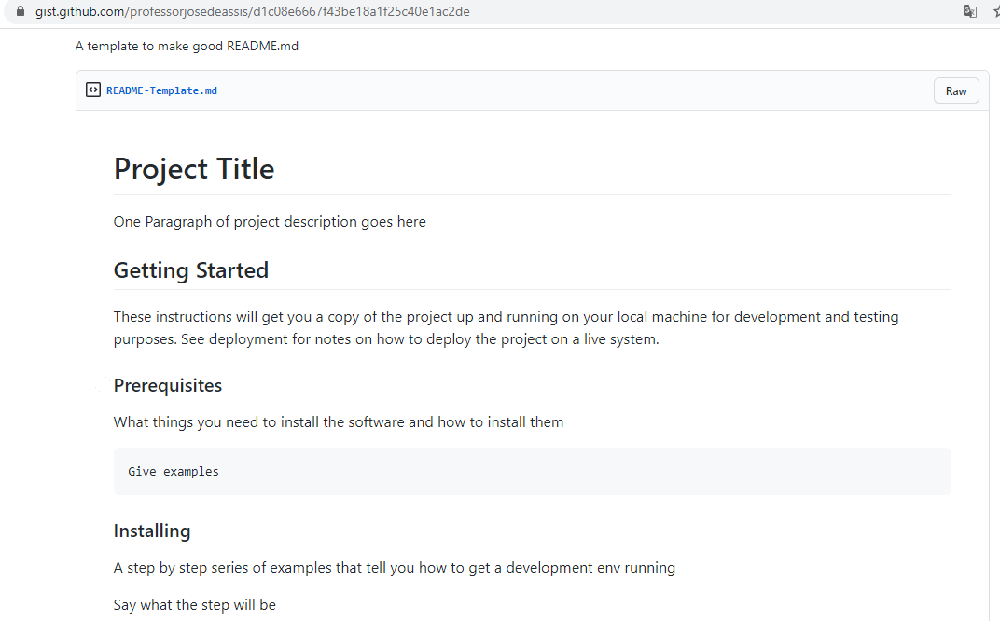 gist.github.com/professorjosedeassis/d1c08e6667f43be18a1f25c40e1ac2de
A template to make good README.md
README-Template.md
Raw
Project Title
One Paragraph of project description goes here
Getting Started
These instructions will get you a copy of the project up and running on your local machine for development and testing
purposes. See deployment for notes on how to deploy the project on a live system.
Prerequisites
What things you need to install the software and how to install them
Give examples
Installing
A step by step series of examples that tell you how to get a development env running
Say what the step will be